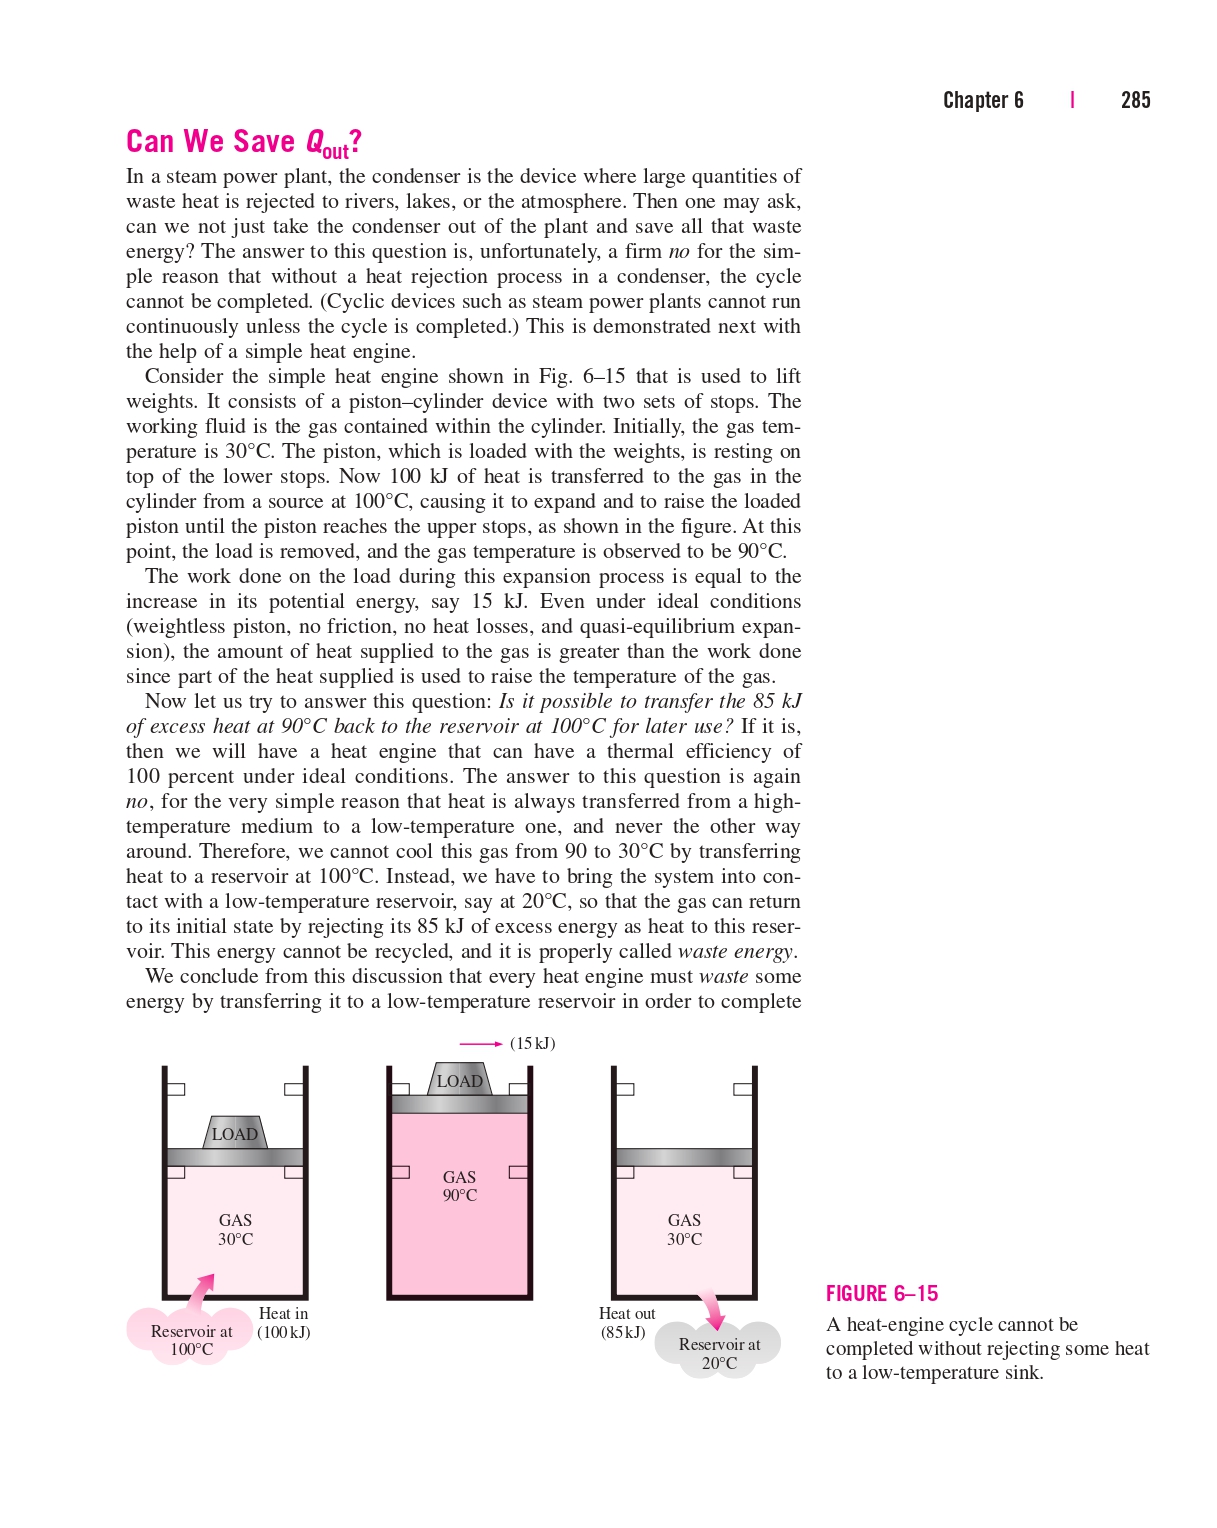 Chapter 6 | 285
Can We Save Qout?
In a steam power plant, the condenser is the device where large quantities of
waste heat is rejected to rivers, lakes, or the atmosphere. Then one may ask,
can we not just take the condenser out of the plant and save all that waste
energy? The answer to this question is, unfortunately, a firm no for the sim-
ple reason that without a heat rejection process in a condenser, the cycle
cannot be completed. (Cyclic devices such as steam power plants cannot run
continuously unless the cycle is completed.) This is demonstrated next with
the help of a simple heat engine.
Consider the simple heat engine shown in Fig. 6–15 that is used to lift
weights. It consists of a piston–cylinder device with two sets of stops. The
working fluid is the gas contained within the cylinder. Initially, the gas tem-
perature is 30°C. The piston, which is loaded with the weights, is resting on
top of the lower stops. Now 100 kJ of heat is transferred to the gas in the
cylinder from a source at 100°C, causing it to expand and to raise the loaded
piston until the piston reaches the upper stops, as shown in the figure. At this
point, the load is removed, and the gas temperature is observed to be 90°C.
The work done on the load during this expansion process is equal to the
increase in its potential energy, say 15 kJ. Even under ideal conditions
(weightless piston, no friction, no heat losses, and quasi-equilibrium expan-
sion), the amount of heat supplied to the gas is greater than the work done
since part of the heat supplied is used to raise the temperature of the gas.
Now let us try to answer this question: Is it possible to transfer the 85 kJ
of excess heat at 90°C back to the reservoir at 100°C for later use? If it is,
then we will have a heat engine that can have a thermal efficiency of
100 percent under ideal conditions. The answer to this question is again
no, for the very simple reason that heat is always transferred from a high-
temperature medium to a low-temperature one, and never the other way
around. Therefore, we cannot cool this gas from 90 to 30°C by transferring
heat to a reservoir at 100°C. Instead, we have to bring the system into con-
tact with a low-temperature reservoir, say at 20°C, so that the gas can return
to its initial state by rejecting its 85 kJ of excess energy as heat to this reser-
voir. This energy cannot be recycled, and it is properly called waste energy.
We conclude from this discussion that every heat engine must waste some
energy by transferring it to a low-temperature reservoir in order to complete
(15 kJ)
LOAD
LOAD
GAS
90°C
GAS
30°C
GAS
30°C
Heat in
(100 kJ)
Reservoir at
100°C
Heat out
(85 kJ)
Reservoir at
20°C
FIGURE 6–15
A heat-engine cycle cannot be
completed without rejecting some heat
to a low-temperature sink.